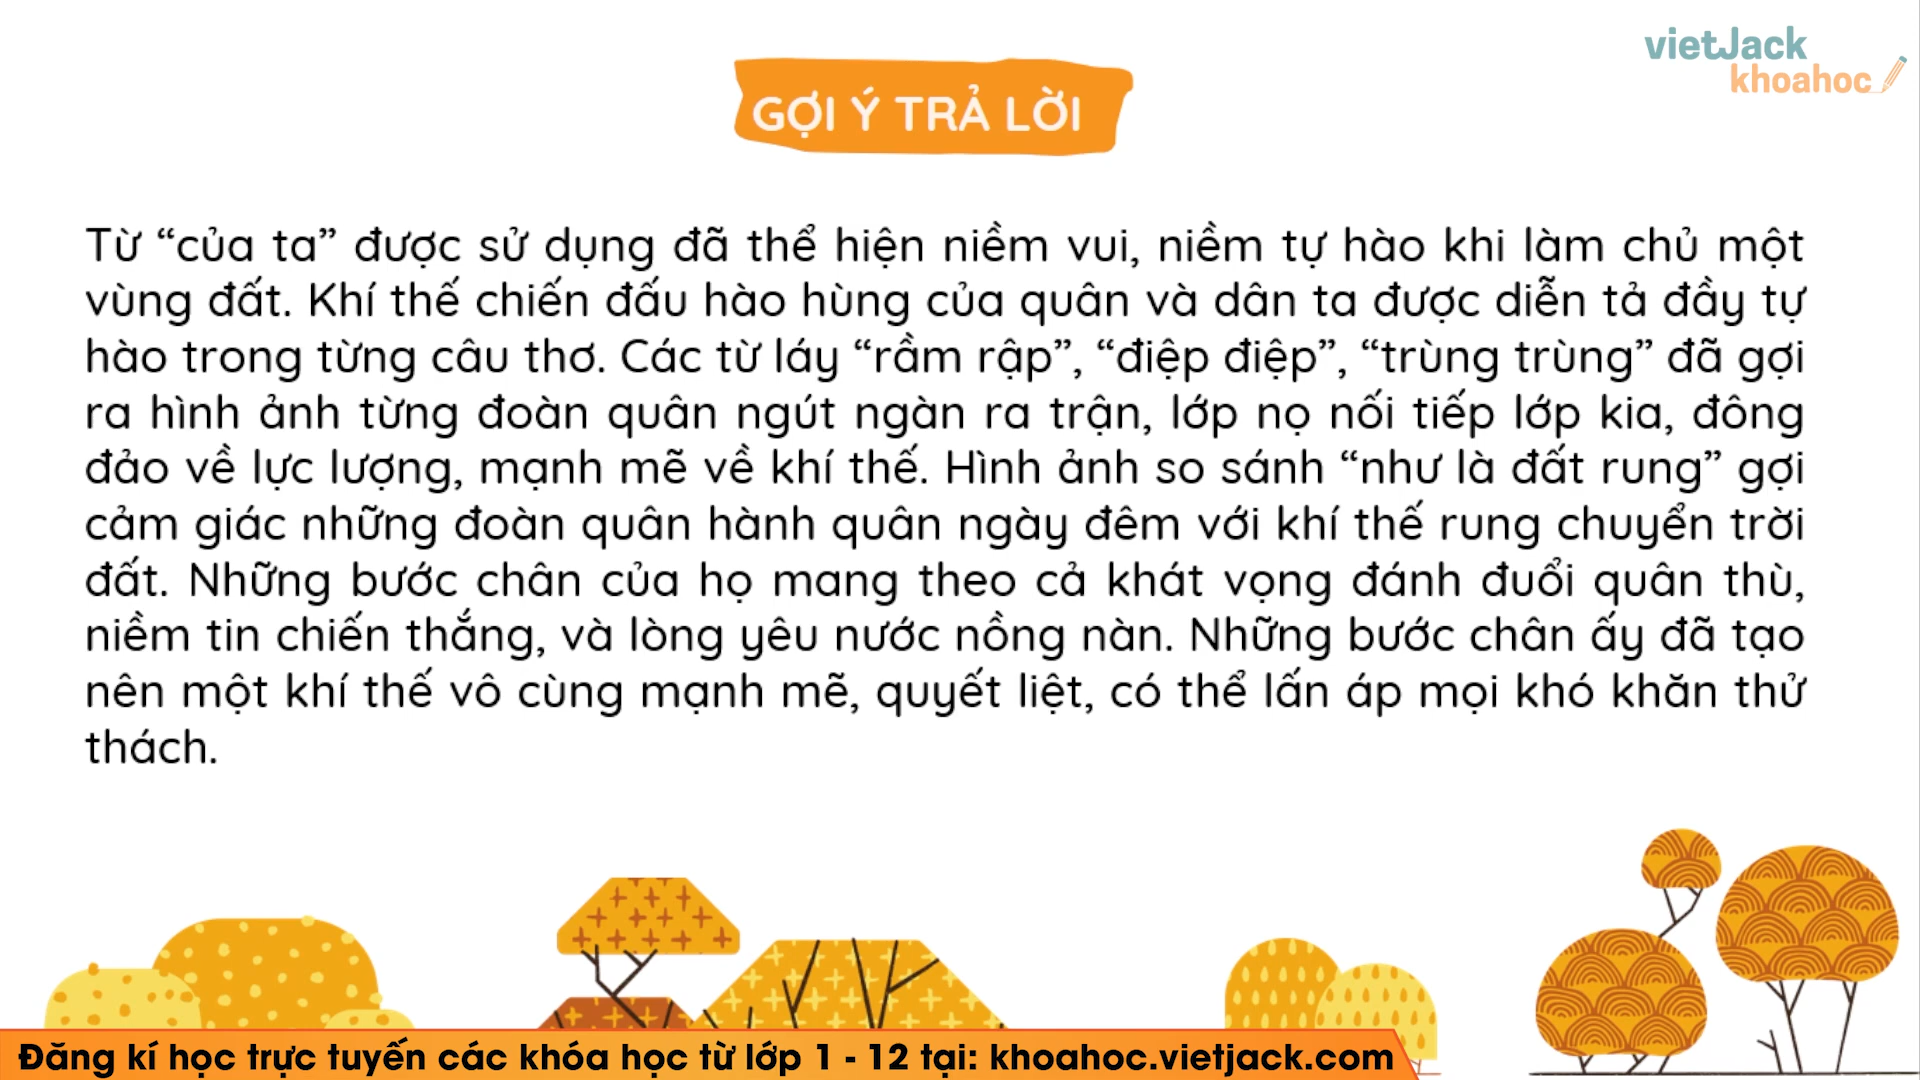 vietJack
khoahoc
GỢI Ý TRẢ LỜI
Từ “của ta” được sử dụng đã thể hiện niềm vui, niềm tự hào khi làm chủ một
vùng đất. Khí thế chiến đấu hào hùng của quân và dân ta được diễn tả đầy tự
hào trong từng câu thơ. Các từ láy “rầm rập”, “điệp điệp”, “trùng trùng” đã gợi
ra hình ảnh từng đoàn quân ngút ngàn ra trận, lớp nọ nối tiếp lớp kia, đông
đảo về lực lượng, mạnh mẽ về khí thế. Hình ảnh so sánh “như là đất rung” gợi
cảm giác những đoàn quân hành quân ngày đêm với khí thế rung chuyển trời
đất. Những bước chân của họ mang theo cả khát vọng đánh đuổi quân thù,
niềm tin chiến thắng, và lòng yêu nước nồng nàn. Những bước chân ấy đã tạo
nên một khí thế vô cùng mạnh mẽ, quyết liệt, có thể lấn áp mọi khó khăn thử
thách.
Đăng kí học trực tuyến các khóa học từ lớp 1 - 12 tại: khoahoc.vietjack.com